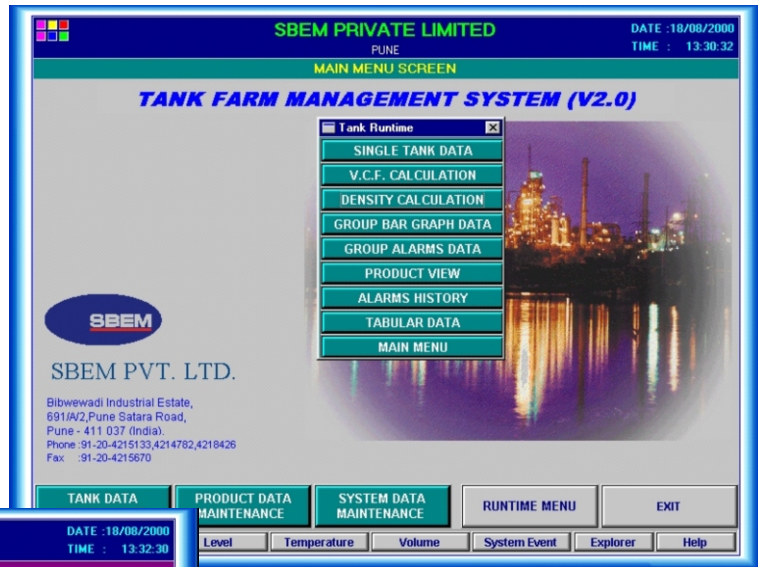 SBEM PRIVATE LIMITED
PUNE
DATE :18/08/2000
TIME : 13:30:32
MAIN MENU SCREEN
TANK FARM MANAGEMENT SYSTEM (V2.0)
Tank Runtime
SINGLE TANK DATA
V.C.F. CALCULATION
DENSITY CALCULATION
GROUP BAR GRAPH DATA
GROUP ALARMS DATA
PRODUCT VIEW
ALARMS HISTORY
TABULAR DATA
MAIN MENU
SBEM
SBEM PVT. LTD.
Bibwewadi Industrial Estate,
691/A/2,Pune Satara Road,
Pune - 411 037 (India).
Phone :91-20-4215133,4214782,4218426
Fax :91-20-4215670
TANK DATA
PRODUCT DATA
MAINTENANCE
SYSTEM DATA
MAINTENANCE
RUNTIME MENU
EXIT
Level
Temperature
Volume
System Event
Explorer
Help
DATE :18/08/2000
TIME : 13:32:30